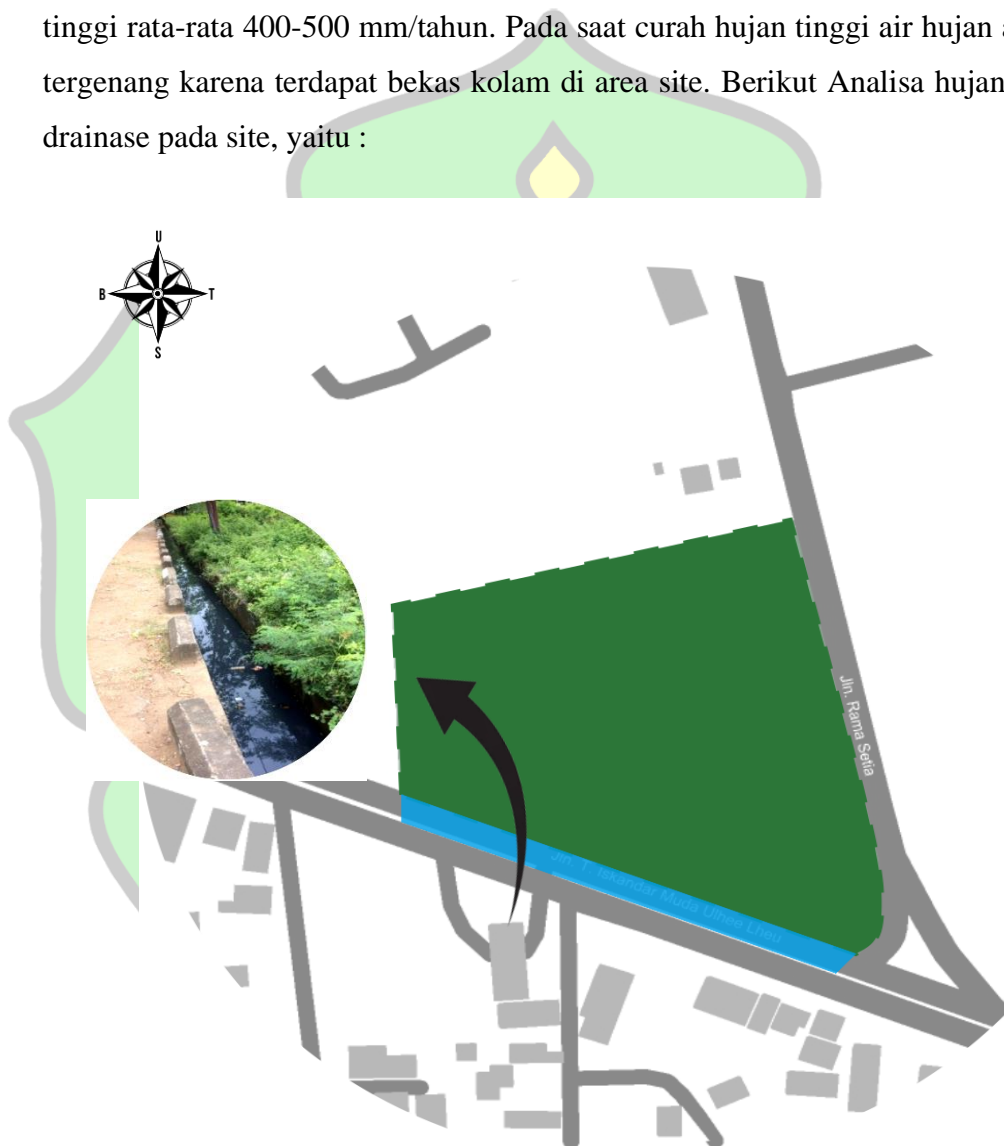 tinggi rata-rata 400-500 mm/tahun. Pada saat curah hujan tinggi air hujan a
tergenang karena terdapat bekas kolam di area site. Berikut Analisa hujan
drainase pada site, yaitu :
U
B T
S
Jln. Rama Setia
Jln. T. Iskandar Muda Ulhee Lheu